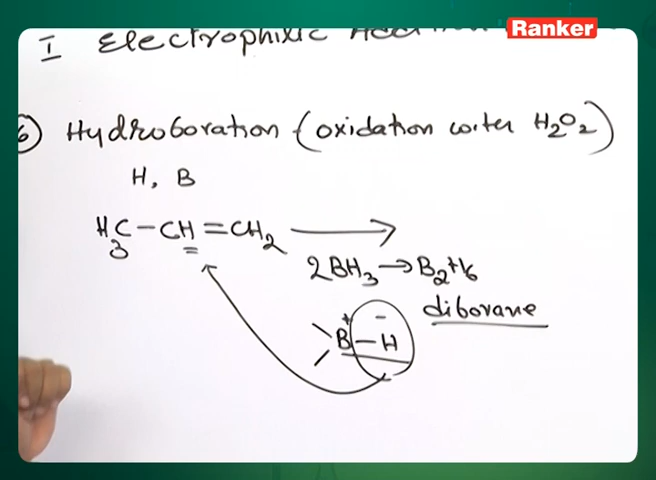 Ranker
I Electrophilic
6) Hydroboration (oxidation with H2O2)
H, B
H3C-CH=CH2 →
2BH3→B2H6
diborane
+ -
B-H